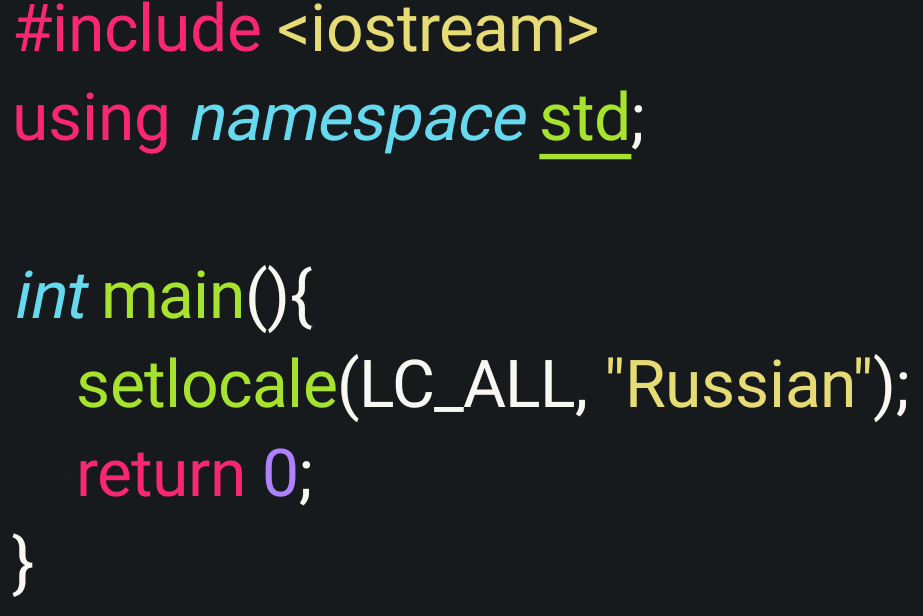 #include <iostream>
using namespace std;
int main(){
setlocale(LC_ALL, "Russian");
return 0;
}